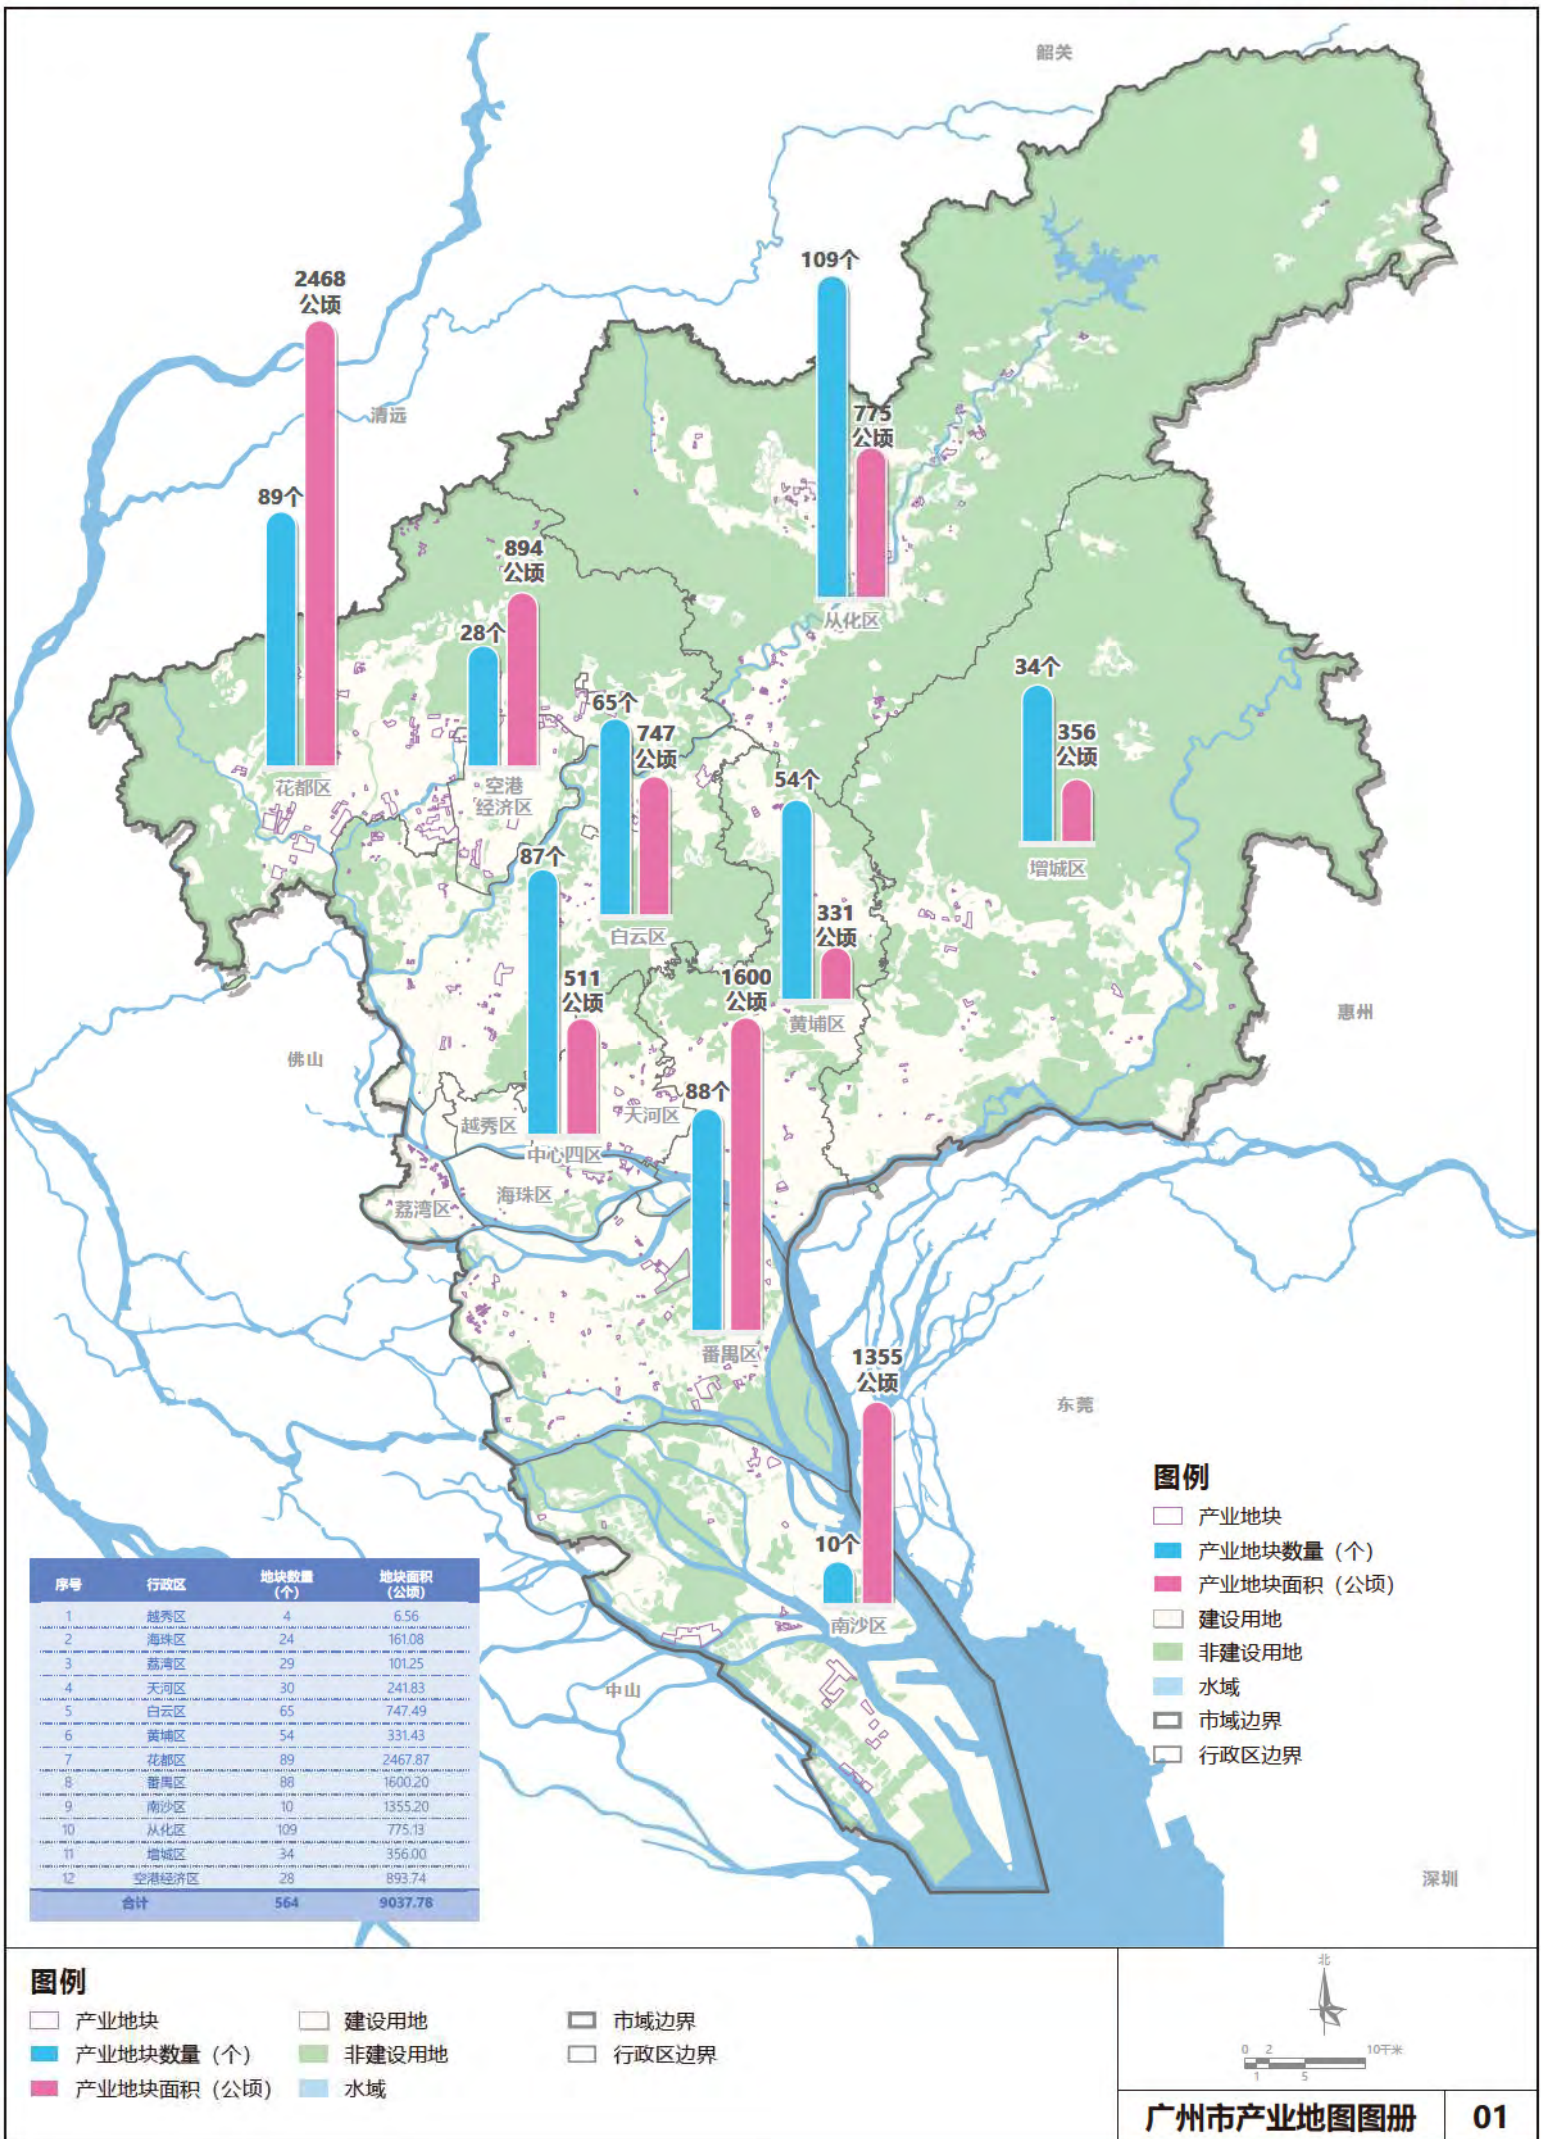 韶关
109个
2468
公顷
775
公顷
清远
89个
894
公顷
从化区
28个
34个
65个
747
公顷
356
公顷
花都区
空港
经济区
54个
87个
增城区
331
公顷
白云区
511
公顷
1600
公顷
黄埔区
惠州
佛山
88个
越秀区
天河区
中心四区
海珠区
荔湾区
番禺区
1355
公顷
东莞
10个
南沙区
中山
深圳
图例
产业地块
产业地块数量（个）
产业地块面积（公顷）
建设用地
非建设用地
水域
市域边界
行政区边界
序号 行政区 地块数量（个） 地块面积（公顷）
1 越秀区 4 6.56
2 海珠区 24 161.08
3 荔湾区 29 101.25
4 天河区 30 241.83
5 白云区 65 747.49
6 黄埔区 54 331.43
7 花都区 89 2467.87
8 番禺区 88 1600.20
9 南沙区 10 1355.20
10 从化区 109 775.13
11 增城区 34 356.00
12 空港经济区 28 893.74
合计 564 9037.78
图例
产业地块 建设用地 市域边界
产业地块数量（个） 非建设用地 行政区边界
产业地块面积（公顷） 水域
北
0 2 10千米
1 5
广州市产业地图图册 01